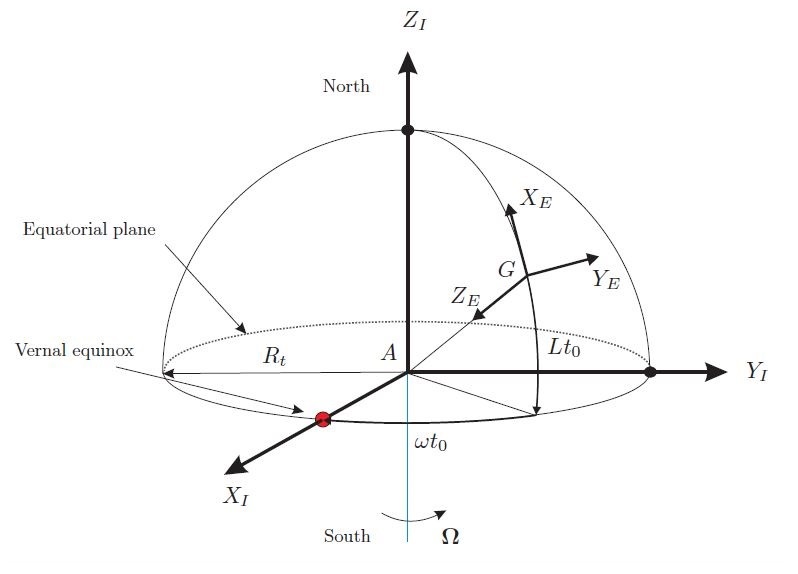 Z_I
North
X_E
Equatorial plane
G
Y_E
Z_E
Vernal equinox
R_t
A
Lt_0
Y_I
ωt_0
X_I
South
Ω